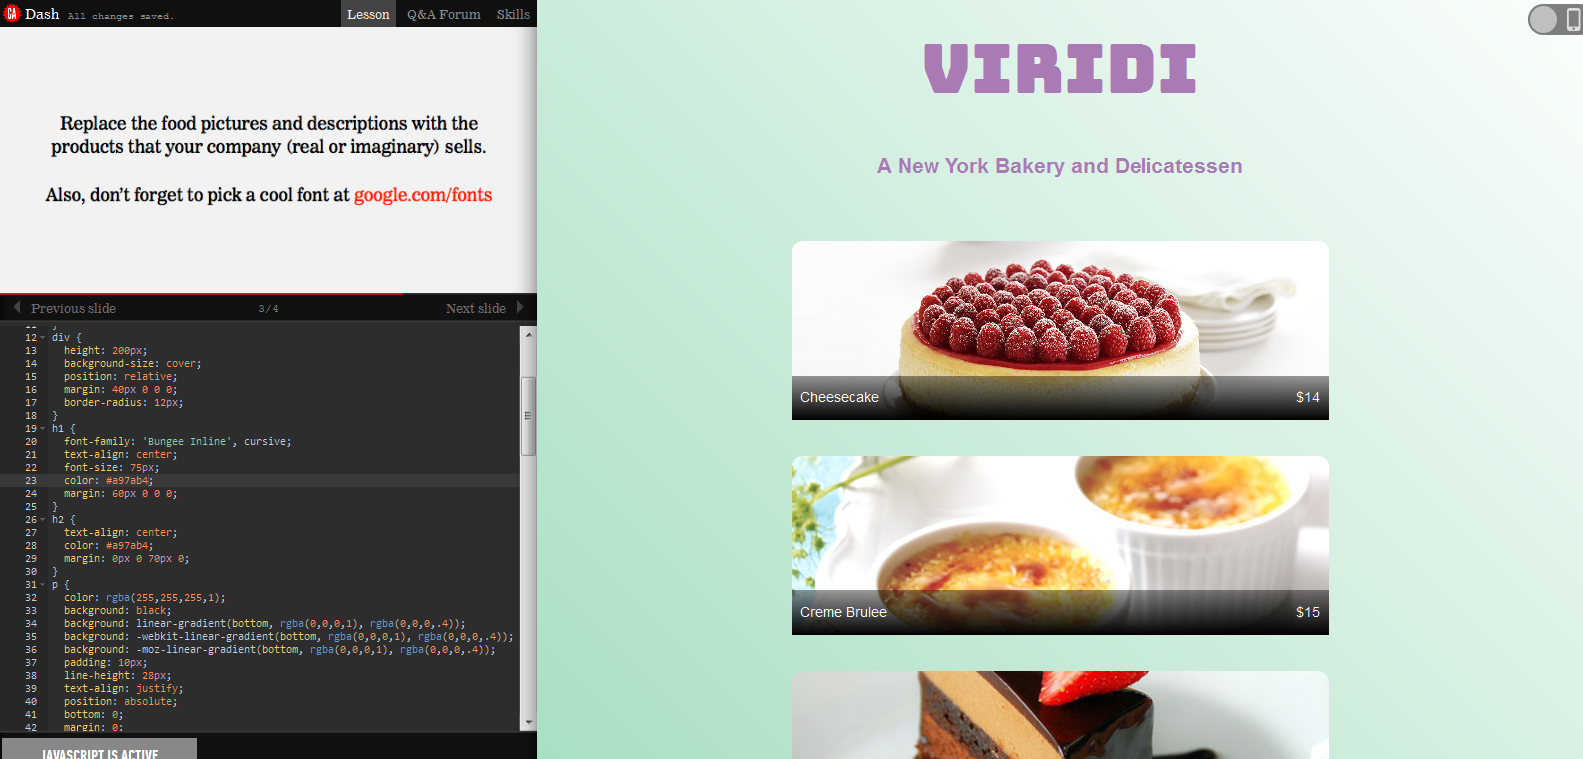 GA Dash All changes saved. Lesson Q&A Forum Skills
Replace the food pictures and descriptions with the
products that your company (real or imaginary) sells.
Also, don't forget to pick a cool font at google.com/fonts
Previous slide 3/4 Next slide
12 div {
13 height: 200px;
14 background-size: cover;
15 position: relative;
16 margin: 40px 0 0 0;
17 border-radius: 12px;
18 }
19 h1 {
20 font-family: 'Bungee Inline', cursive;
21 text-align: center;
22 font-size: 75px;
23 color: #a97ab4;
24 margin: 60px 0 0 0;
25 }
26 h2 {
27 text-align: center;
28 color: #a97ab4;
29 margin: 0px 0 70px 0;
30 }
31 p {
32 color: rgba(255,255,255,1);
33 background: black;
34 background: linear-gradient(bottom, rgba(0,0,0,1), rgba(0,0,0,.4));
35 background: -webkit-linear-gradient(bottom, rgba(0,0,0,1), rgba(0,0,0,.4));
36 background: -moz-linear-gradient(bottom, rgba(0,0,0,1), rgba(0,0,0,.4));
37 padding: 10px;
38 line-height: 28px;
39 text-align: justify;
40 position: absolute;
41 bottom: 0;
42 margin: 0;
JAVASCRIPT IS ACTIVE
VIRIDI
A New York Bakery and Delicatessen
Cheesecake $14
Creme Brulee $15